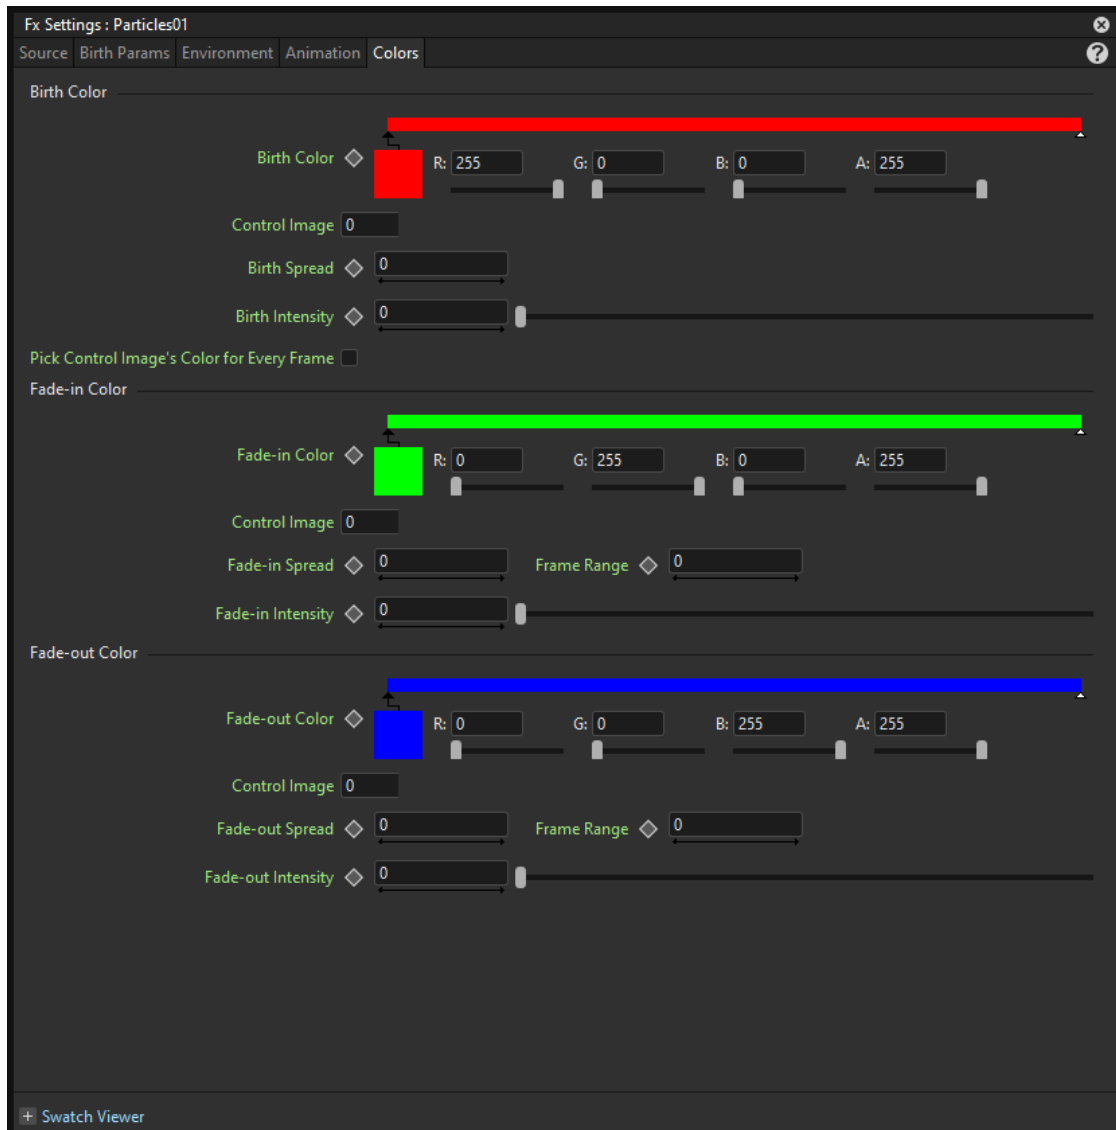 Fx Settings : Particles01
Source Birth Params Environment Animation Colors
Birth Color
Birth Color R: 255 G: 0 B: 0 A: 255
Control Image 0
Birth Spread 0
Birth Intensity 0
Pick Control Image's Color for Every Frame
Fade-in Color
Fade-in Color R: 0 G: 255 B: 0 A: 255
Control Image 0
Fade-in Spread 0 Frame Range 0
Fade-in Intensity 0
Fade-out Color
Fade-out Color R: 0 G: 0 B: 255 A: 255
Control Image 0
Fade-out Spread 0 Frame Range 0
Fade-out Intensity 0
Swatch Viewer